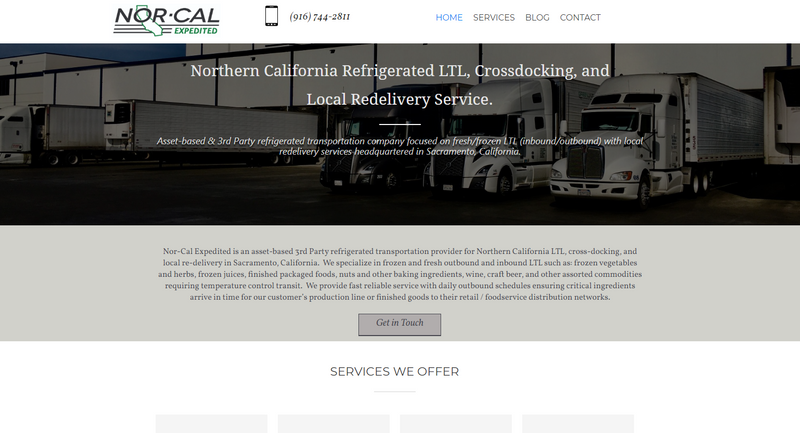 NOR-CAL
EXPEDITED
(916) 744-2811
HOME SERVICES BLOG CONTACT
Northern California Refrigerated LTL, Crossdocking, and
Local Redelivery Service.
Asset-based & 3rd Party refrigerated transportation company focused on fresh/frozen LTL (inbound/outbound) with local
redelivery services headquartered in Sacramento, California.
Nor-Cal Expedited is an asset-based 3rd Party refrigerated transportation provider for Northern California LTL, cross-docking, and
local re-delivery in Sacramento, California. We specialize in frozen and fresh outbound and inbound LTL such as: frozen vegetables
and herbs, frozen juices, finished packaged foods, nuts and other baking ingredients, wine, craft beer, and other assorted commodities
requiring temperature control transit. We provide fast reliable service with daily outbound schedules ensuring critical ingredients
arrive in time for our customer's production line or finished goods to their retail / foodservice distribution networks.
Get in Touch
SERVICES WE OFFER